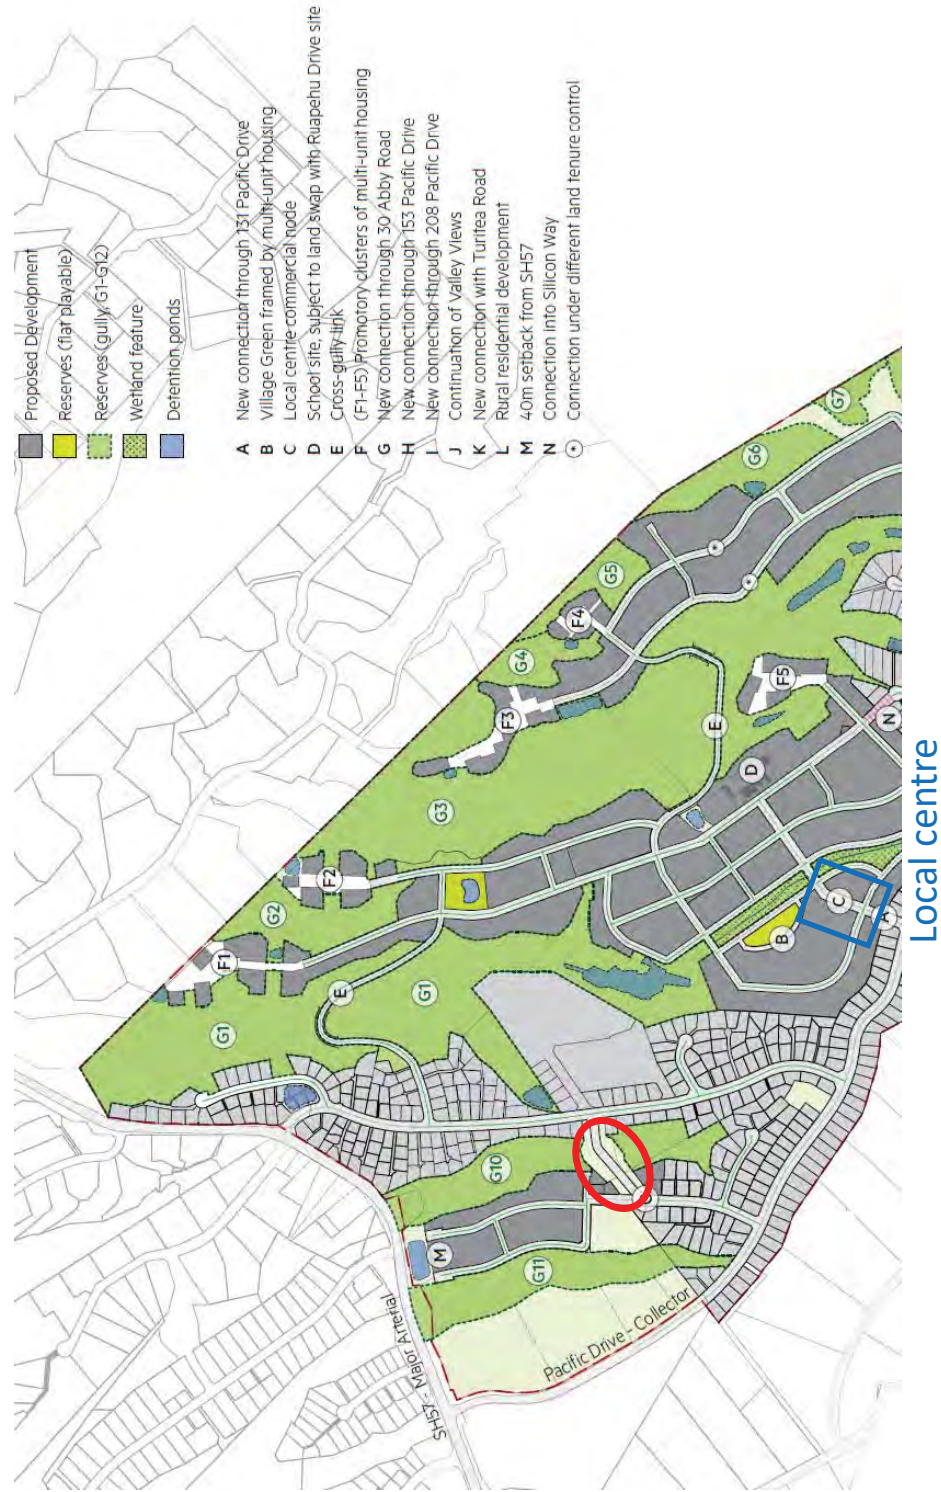 Proposed Development
Reserves (flat playable)
Reserves (gully, G1-G12)
Wetland feature
Detention ponds
A New connection through 131 Pacific Drive
B Village Green framed by multi-unit housing
C Local centre commercial node
D School site, subject to land swap with Ruapehu Drive site
E Cross-gully link
F (F1-F5) Promotory clusters of multi-unit housing
G New connection through 30 Abby Road
H New connection through 153 Pacific Drive
I New connection through 208 Pacific Drive
J Continuation of Valley Views
K New connection with Turitea Road
L Rural residential development
M 40m setback from SH57
N Connection into Silicon Way
Connection under different land tenure control
SH57 - Major Arterial
Pacific Drive - Collector
G1
F1
G2
F2
E
G1
G3
F3
G4
F4
G5
G6
G7
E
F5
D
N
B
C
A
G10
G11
M
Local centre